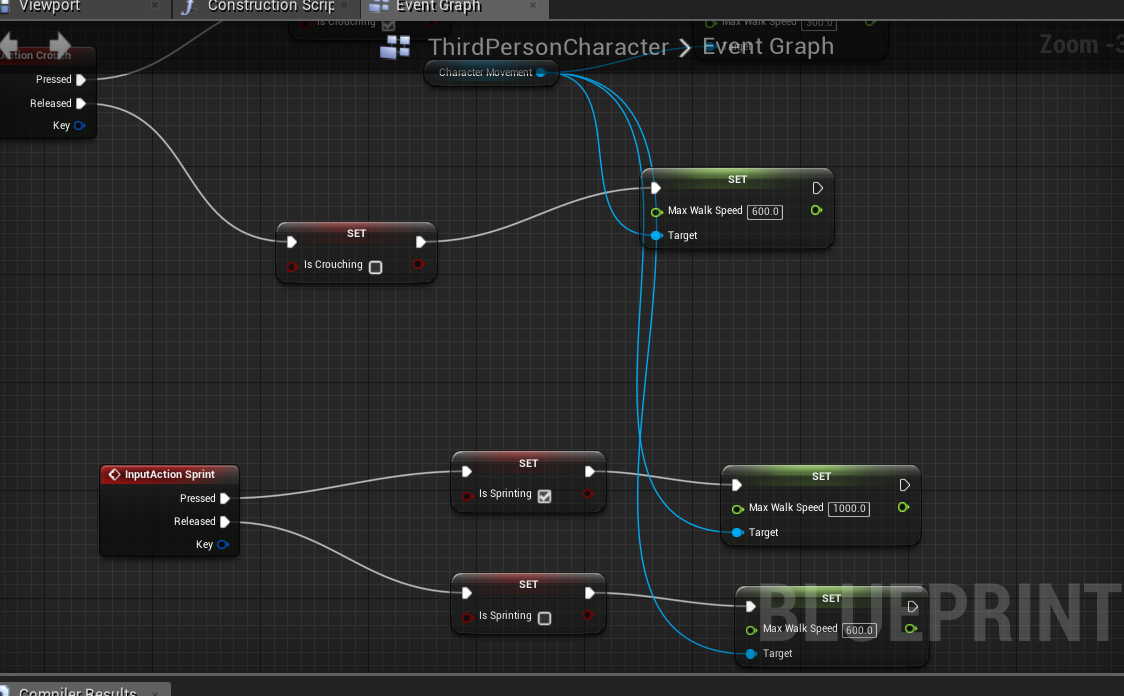 Viewport
Construction Scrip
Event Graph
Is Crouching
Max Walk Speed 300.0
ThirdPersonCharacter
Event Graph
Zoom -3
Action Crouch
Pressed
Released
Key
Character Movement
SET
Max Walk Speed 600.0
Target
SET
Is Crouching
InputAction Sprint
Pressed
Released
Key
SET
Is Sprinting
SET
Max Walk Speed 1000.0
Target
SET
Is Sprinting
SET
Max Walk Speed 600.0
Target
BLUEPRINT
Compiler Results